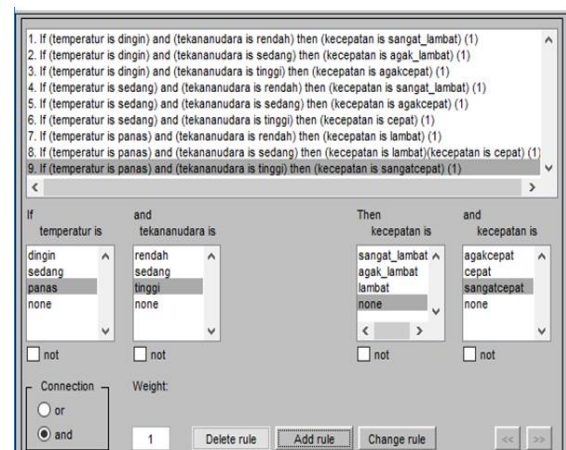 1. If (temperatur is dingin) and (tekananudara is rendah) then (kecepatan is sangat_lambat) (1)
2. If (temperatur is dingin) and (tekananudara is sedang) then (kecepatan is agak_lambat) (1)
3. If (temperatur is dingin) and (tekananudara is tinggi) then (kecepatan is agakcepat) (1)
4. If (temperatur is sedang) and (tekananudara is rendah) then (kecepatan is sangat_lambat) (1)
5. If (temperatur is sedang) and (tekananudara is sedang) then (kecepatan is agakcepat) (1)
6. If (temperatur is sedang) and (tekananudara is tinggi) then (kecepatan is cepat) (1)
7. If (temperatur is panas) and (tekananudara is rendah) then (kecepatan is lambat) (1)
8. If (temperatur is panas) and (tekananudara is sedang) then (kecepatan is lambat)(kecepatan is cepat) (1)
9. If (temperatur is panas) and (tekananudara is tinggi) then (kecepatan is sangatcepat) (1)
If and Then and
temperatur is tekananudara is kecepatan is kecepatan is
dingin rendah sangat_lambat agakcepat
sedang sedang agak_lambat cepat
panas tinggi lambat sangatcepat
none none none none
not not not not
Connection Weight:
or
and 1 Delete rule Add rule Change rule << >>